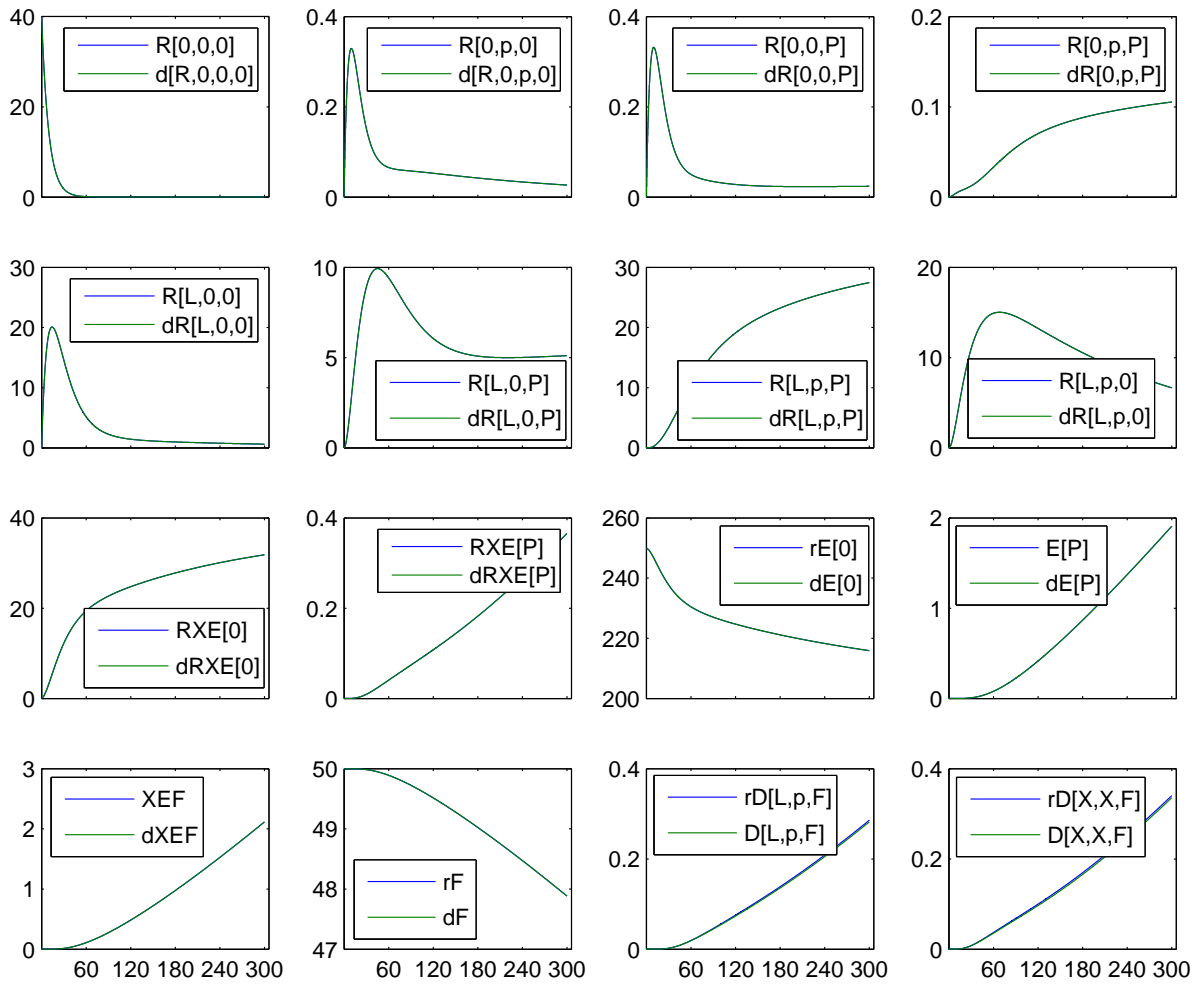 40
20
0
R[0,0,0]
d[R,0,0,0]
0.4
0.2
0
R[0,p,0]
d[R,0,p,0]
0.4
0.2
0
R[0,0,P]
dR[0,0,P]
0.2
0.1
0
R[0,p,P]
dR[0,p,P]
30
20
10
0
R[L,0,0]
dR[L,0,0]
10
5
0
R[L,0,P]
dR[L,0,P]
30
20
10
0
R[L,p,P]
dR[L,p,P]
20
10
0
R[L,p,0]
dR[L,p,0]
40
20
0
RXE[0]
dRXE[0]
0.4
0.2
0
RXE[P]
dRXE[P]
260
240
220
200
rE[0]
dE[0]
2
1
0
E[P]
dE[P]
3
2
1
0
XEF
dXEF
60 120 180 240 300
50
49
48
47
rF
dF
60 120 180 240 300
0.4
0.2
0
rD[L,p,F]
D[L,p,F]
60 120 180 240 300
0.4
0.2
0
rD[X,X,F]
D[X,X,F]
60 120 180 240 300